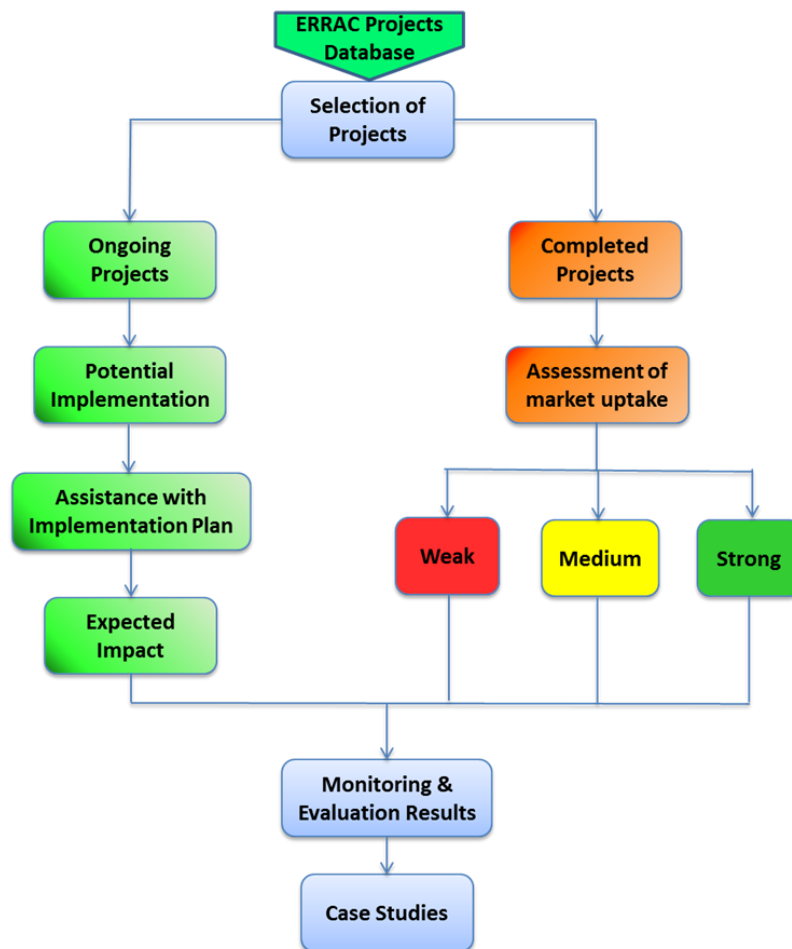 ERRAC Projects
Database
Selection of
Projects
Ongoing
Projects
Completed
Projects
Potential
Implementation
Assessment of
market uptake
Assistance with
Implementation Plan
Weak
Medium
Strong
Expected
Impact
Monitoring &
Evaluation Results
Case Studies